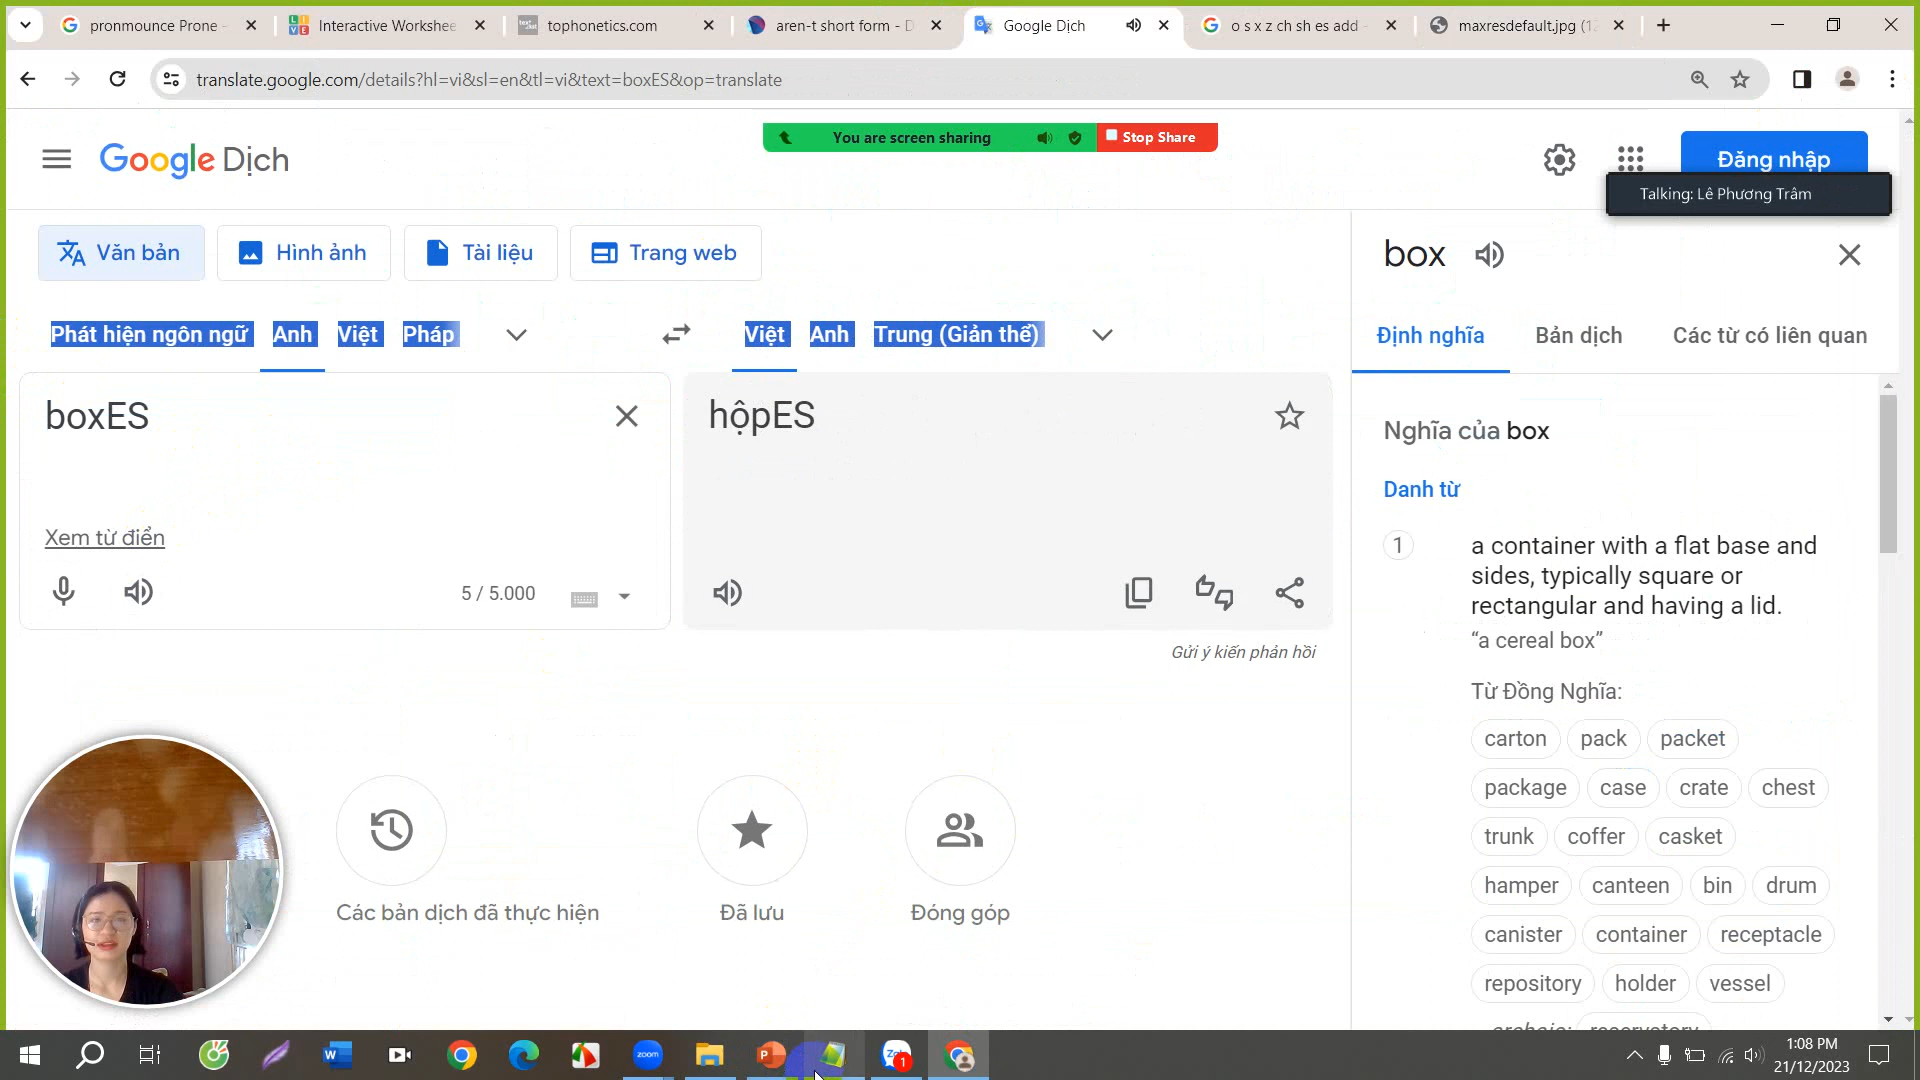 pronmounce Prone -
Interactive Workshee
tophonetics.com
aren-t short form - D
Google Dịch
o s x z ch sh es add -
maxresdefault.jpg (12
translate.google.com/details?hl=vi&sl=en&tl=vi&text=boxES&op=translate
You are screen sharing
Stop Share
Google Dịch
Đăng nhập
Talking: Lê Phương Trâm
Văn bản
Hình ảnh
Tài liệu
Trang web
box
Phát hiện ngôn ngữ Anh Việt Pháp
Việt Anh Trung (Giản thể)
Định nghĩa
Bản dịch
Các từ có liên quan
boxES
hộpES
Xem từ điển
5 / 5.000
Gửi ý kiến phản hồi
Nghĩa của box
Danh từ
1
a container with a flat base and
sides, typically square or
rectangular and having a lid.
“a cereal box”
Từ Đồng Nghĩa:
carton pack packet
package case crate chest
trunk coffer casket
hamper canteen bin drum
canister container receptacle
repository holder vessel
archaic: reservatory
Các bản dịch đã thực hiện
Đã lưu
Đóng góp
zoom
1
1:08 PM
21/12/2023